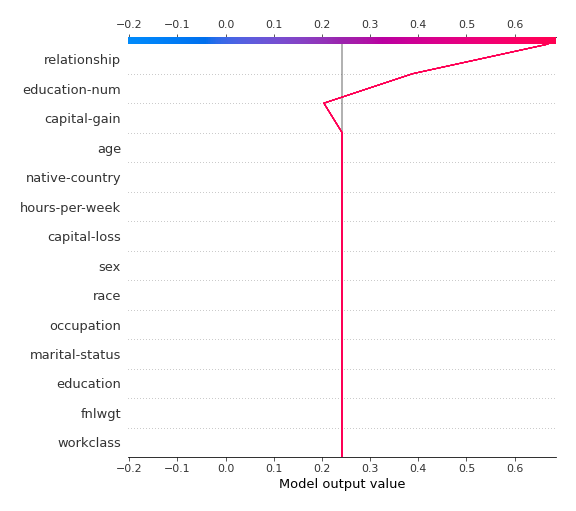 −0.2 −0.1 0.0 0.1 0.2 0.3 0.4 0.5 0.6
relationship
education-num
capital-gain
age
native-country
hours-per-week
capital-loss
sex
race
occupation
marital-status
education
fnlwgt
workclass
−0.2 −0.1 0.0 0.1 0.2 0.3 0.4 0.5 0.6
Model output value